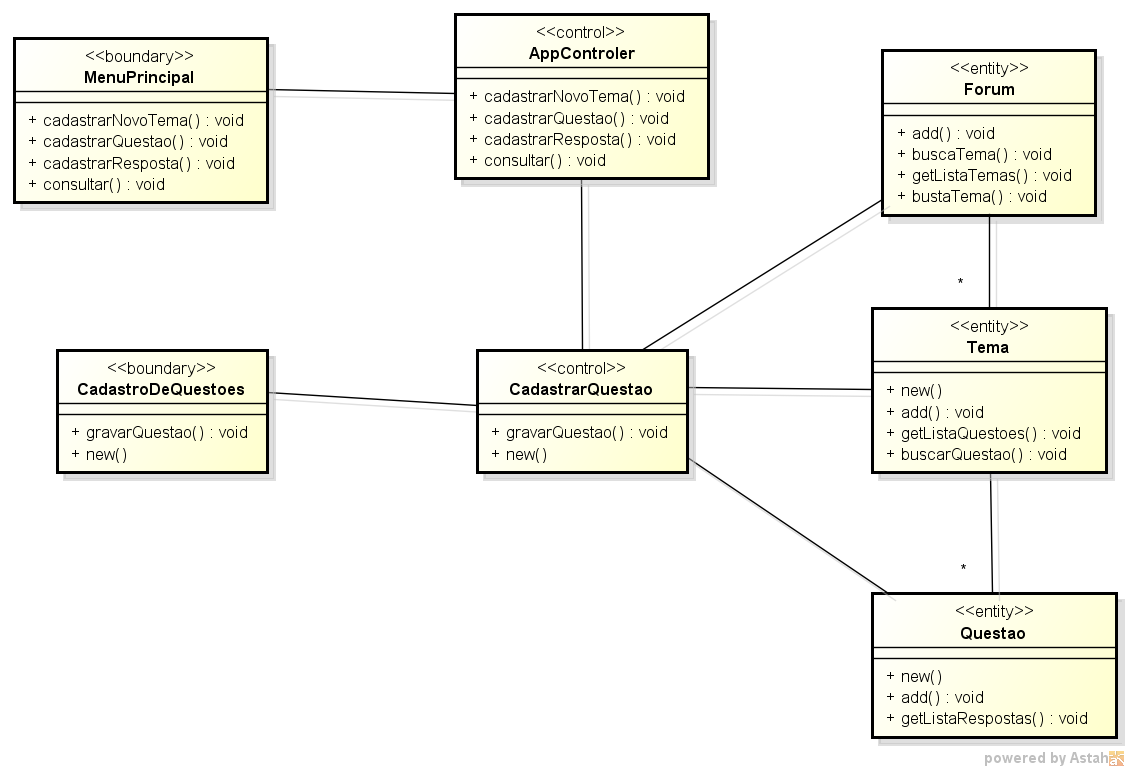 <<boundary>>
MenuPrincipal
+ cadastrarNovoTema() : void
+ cadastrarQuestao() : void
+ cadastrarResposta() : void
+ consultar() : void
<<control>>
AppControler
+ cadastrarNovoTema() : void
+ cadastrarQuestao() : void
+ cadastrarResposta() : void
+ consultar() : void
<<entity>>
Forum
+ add() : void
+ buscaTema() : void
+ getListaTemas() : void
+ bustaTema() : void
*
<<boundary>>
CadastroDeQuestoes
+ gravarQuestao() : void
+ new()
<<control>>
CadastrarQuestao
+ gravarQuestao() : void
+ new()
<<entity>>
Tema
+ new()
+ add() : void
+ getListaQuestoes() : void
+ buscarQuestao() : void
*
<<entity>>
Questao
+ new()
+ add() : void
+ getListaRespostas() : void
powered by Astah